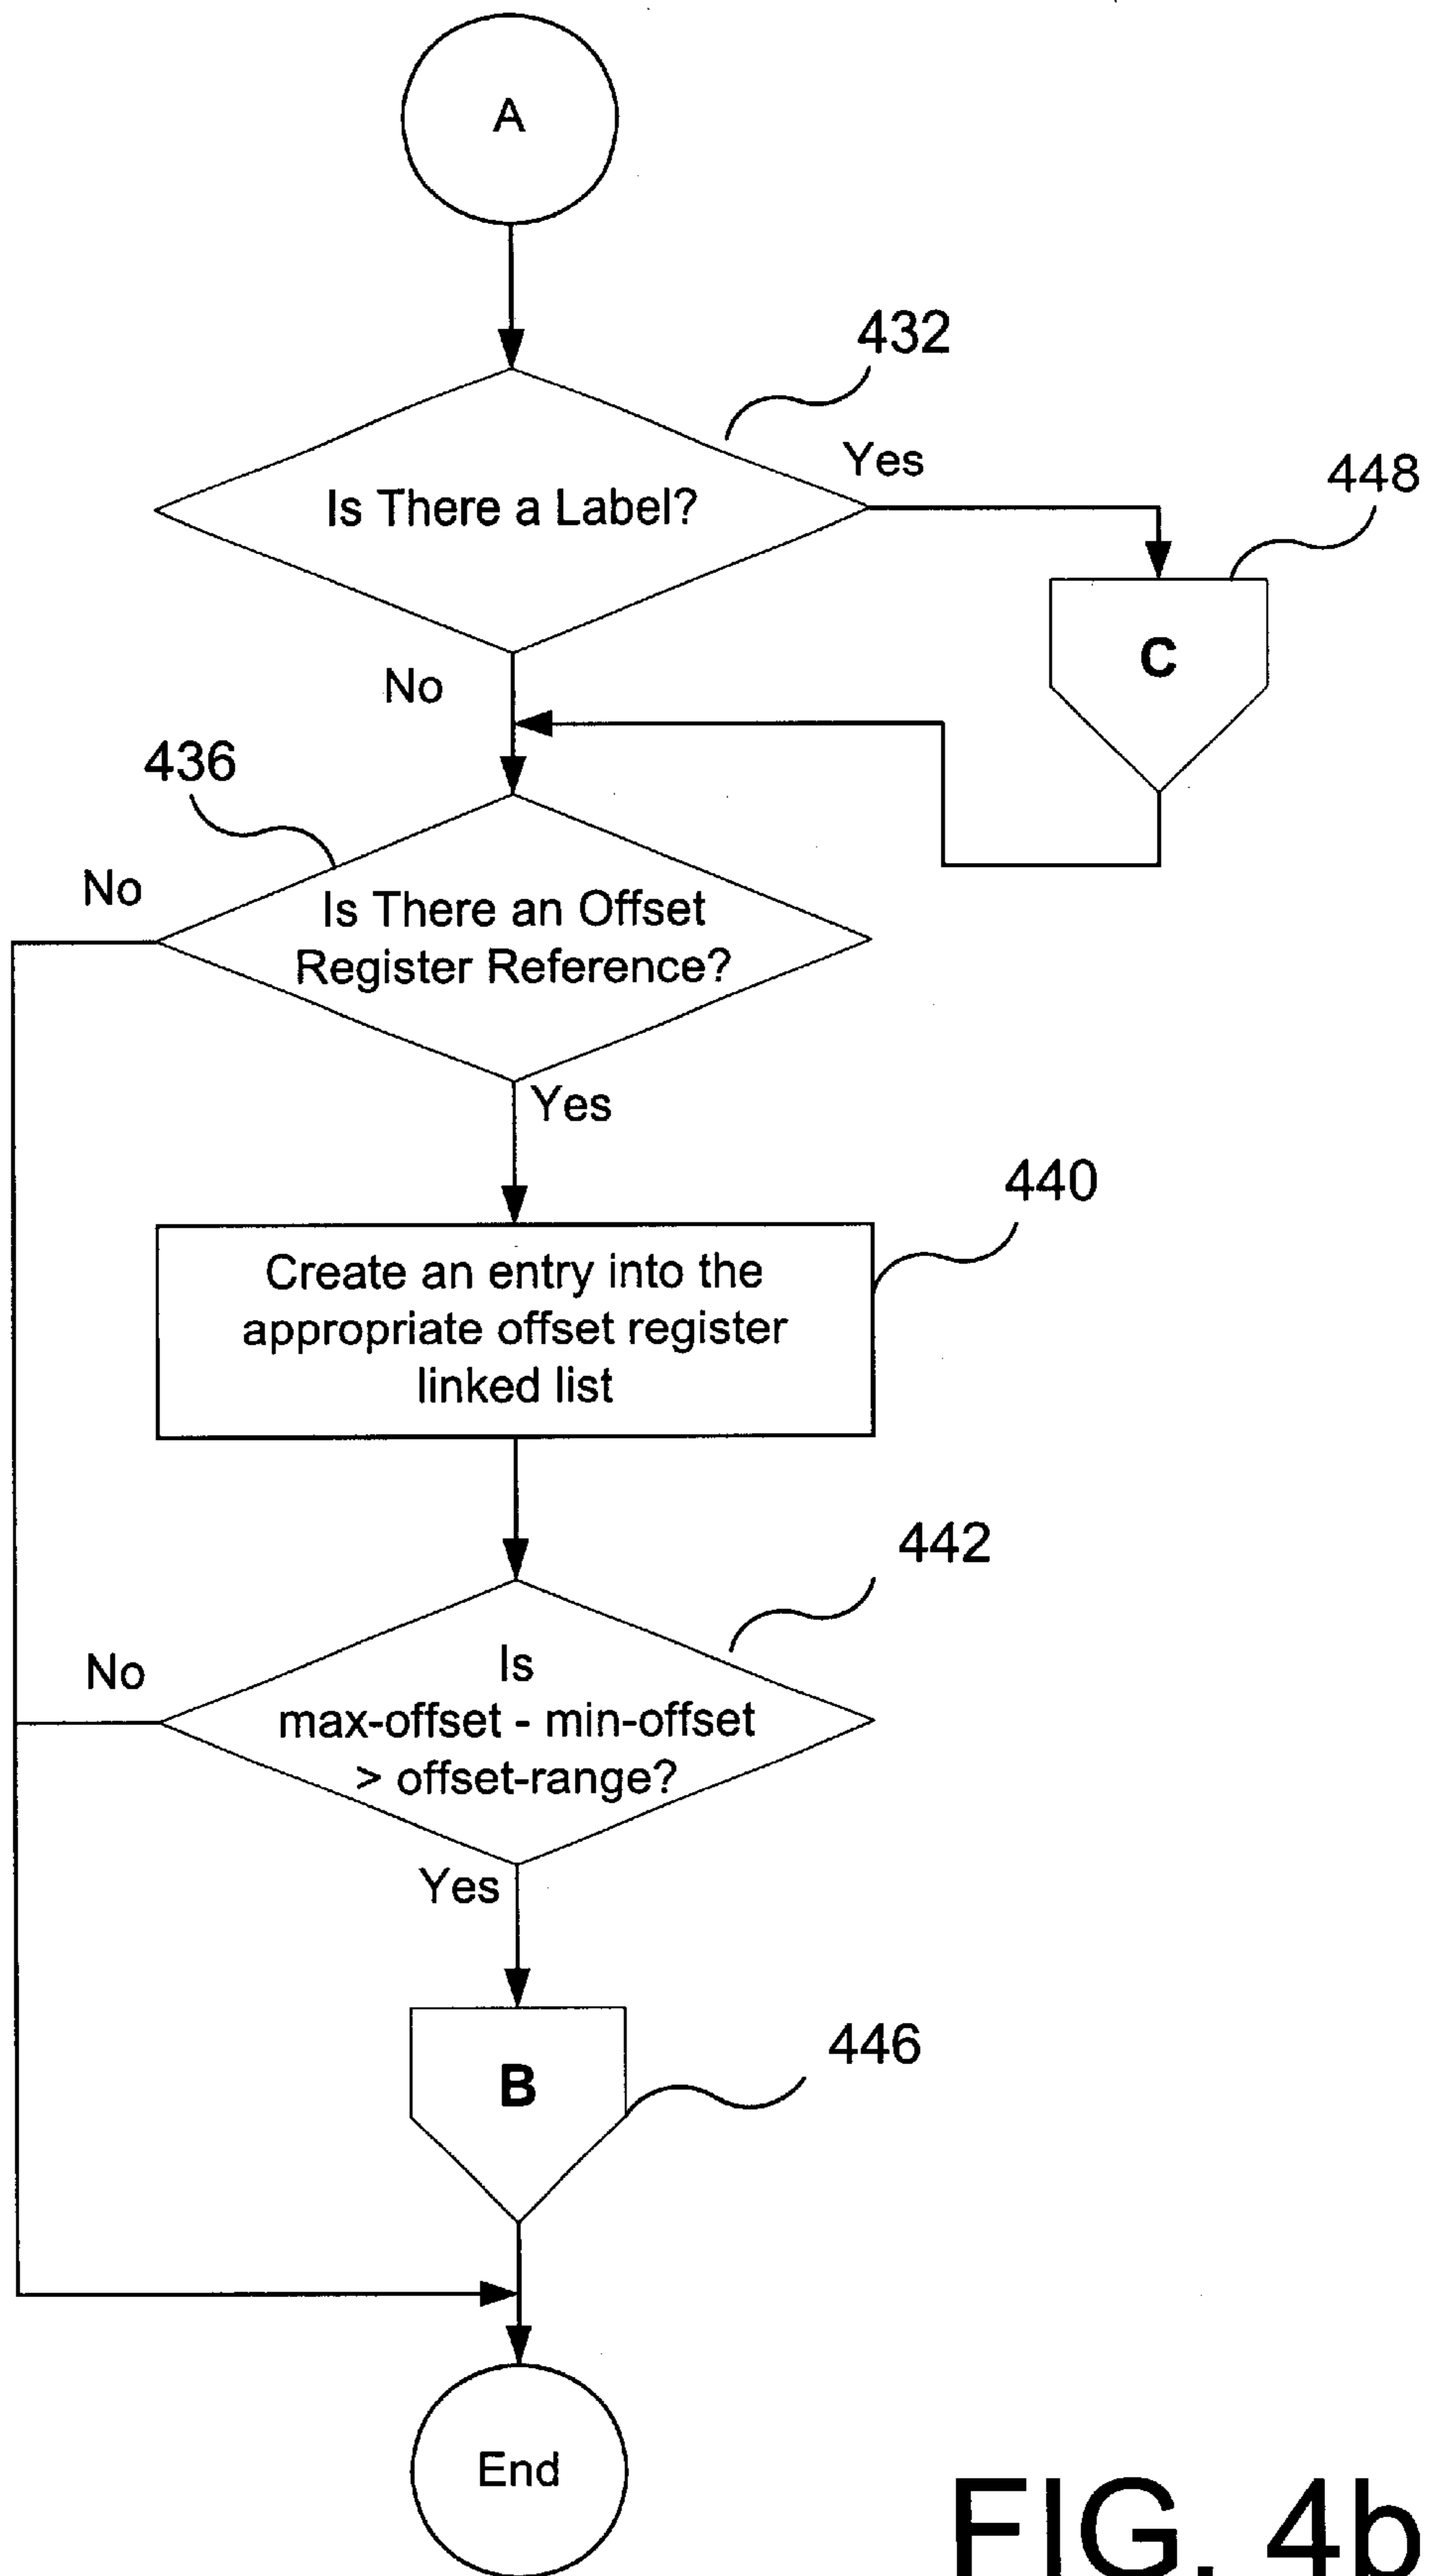 A
432
Yes
Is There a Label?
448
C
No
436
No
Is There an Offset
Register Reference?
Yes
440
Create an entry into the
appropriate offset register
linked list
442
No
Is
max-offset - min-offset
> offset-range?
Yes
446
B
End
FIG. 4b